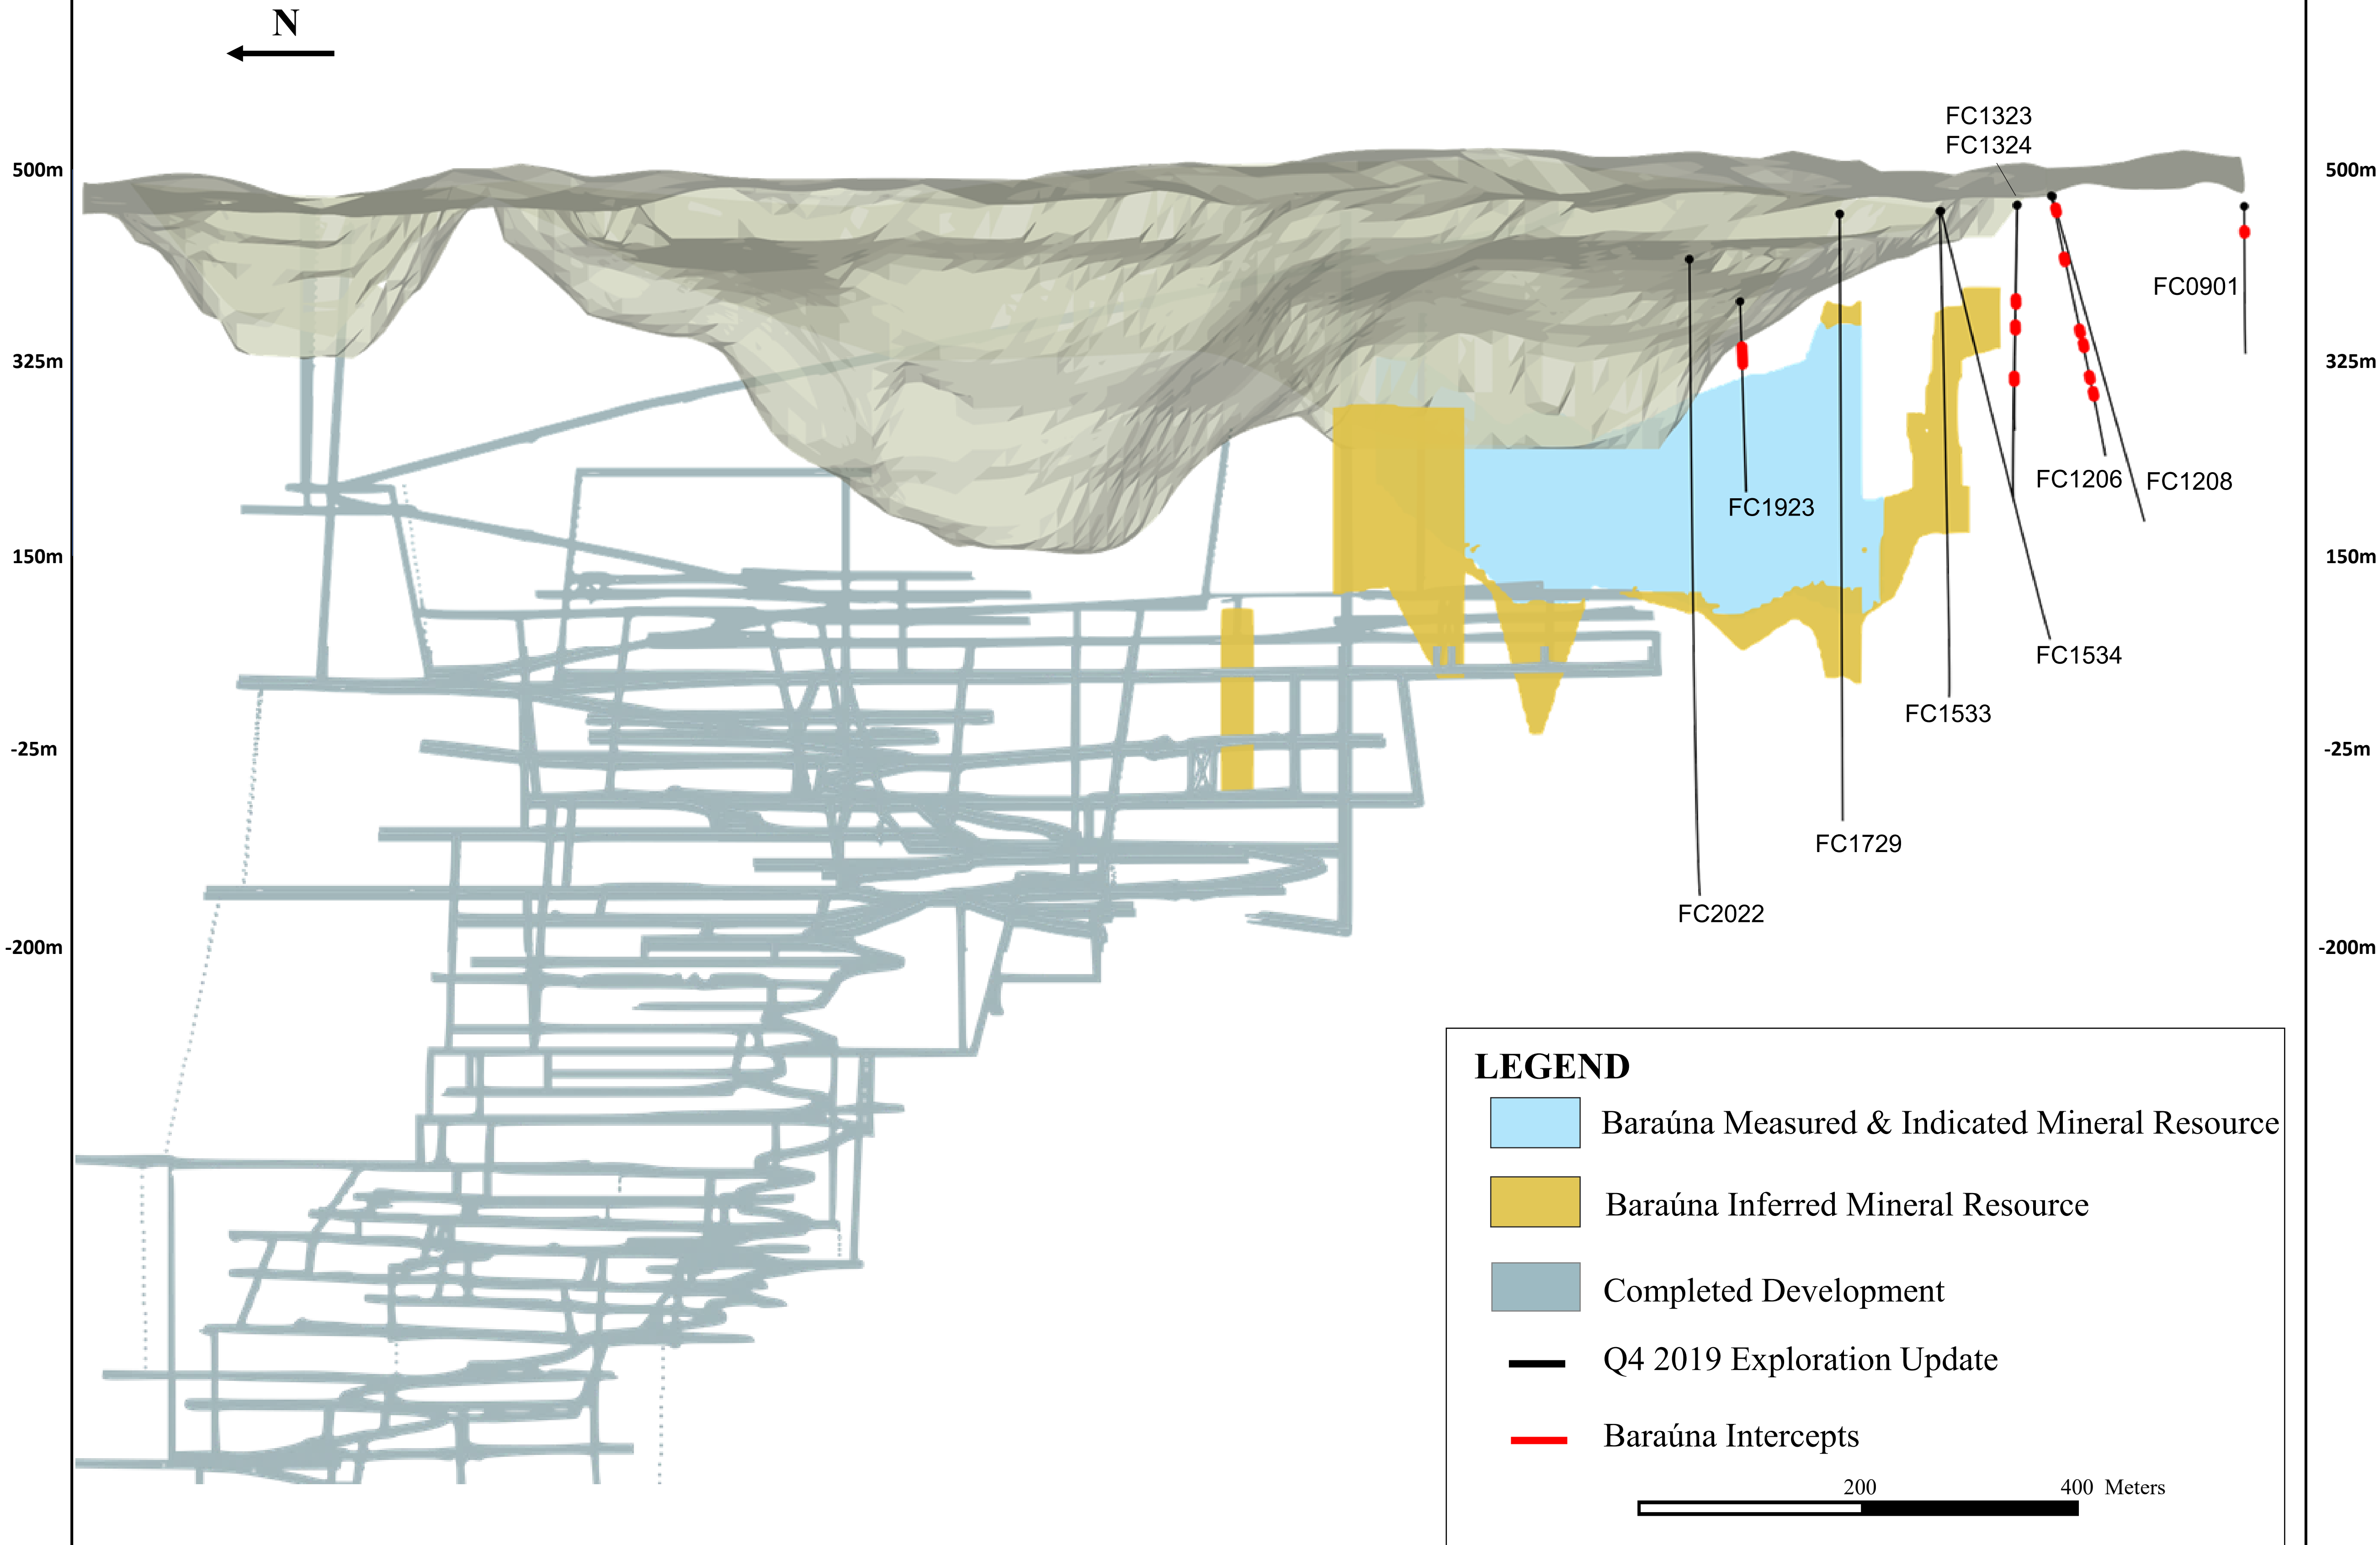 N
FC1323
FC1324
500m
500m
FC0901
325m
325m
FC1206
FC1208
FC1923
150m
150m
FC1534
FC1533
-25m
-25m
FC1729
FC2022
-200m
-200m
LEGEND
Baraúna Measured & Indicated Mineral Resource
Baraúna Inferred Mineral Resource
Completed Development
Q4 2019 Exploration Update
Baraúna Intercepts
200
400 Meters